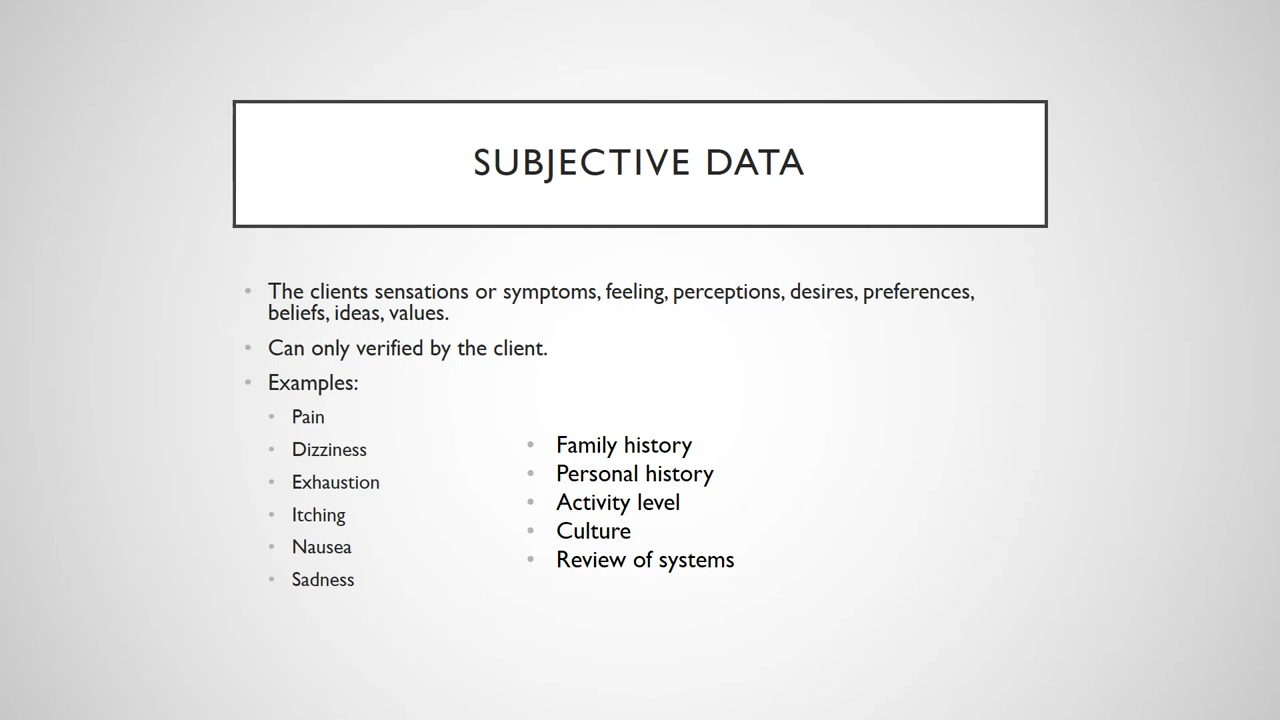 SUBJECTIVE DATA
The clients sensations or symptoms, feeling, perceptions, desires, preferences,
beliefs, ideas, values.
Can only verified by the client.
Examples:
Pain
Dizziness
Exhaustion
Itching
Nausea
Sadness
Family history
Personal history
Activity level
Culture
Review of systems